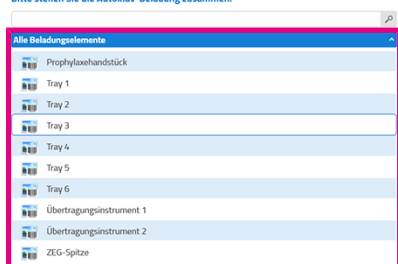 Bitte stellen Sie die Autoklav-Beladung zusammen:
Alle Beladungselemente
Prophylaxehandstück
Tray 1
Tray 2
Tray 3
Tray 4
Tray 5
Tray 6
Übertragungsinstrument 1
Übertragungsinstrument 2
ZEG-Spitze